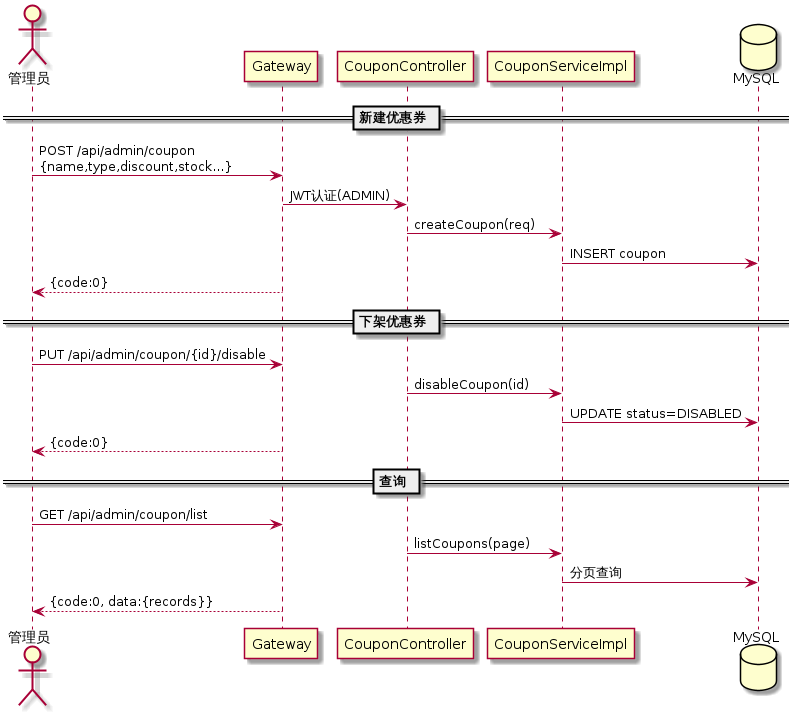 管理员
Gateway
CouponController
CouponServiceImpl
MySQL
新建优惠券
POST /api/admin/coupon
{name,type,discount,stock...}
JWT认证(ADMIN)
createCoupon(req)
INSERT coupon
{code:0}
下架优惠券
PUT /api/admin/coupon/{id}/disable
disableCoupon(id)
UPDATE status=DISABLED
{code:0}
查询
GET /api/admin/coupon/list
listCoupons(page)
分页查询
{code:0, data:{records}}
管理员
Gateway
CouponController
CouponServiceImpl
MySQL